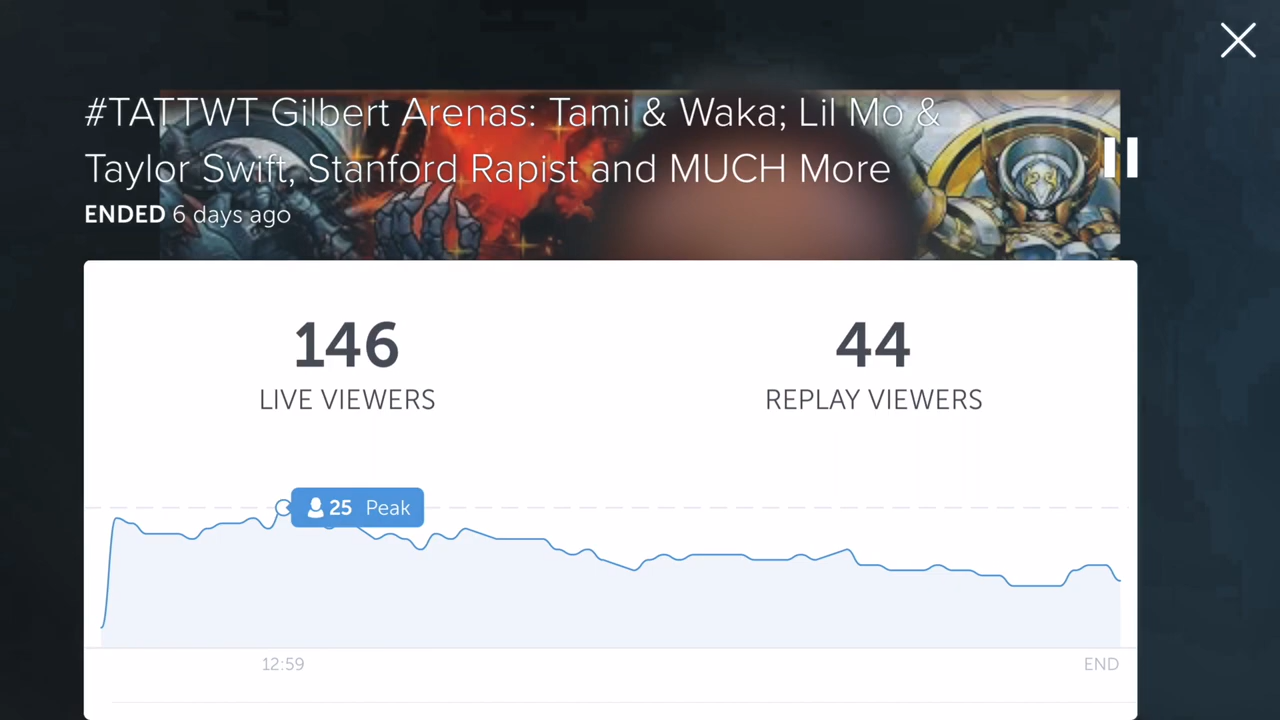 #TATTWT Gilbert Arenas: Tami & Waka; Lil Mo &
Taylor Swift, Stanford Rapist and MUCH More
ENDED 6 days ago
146
44
LIVE VIEWERS
REPLAY VIEWERS
25 Peak
12:59
END